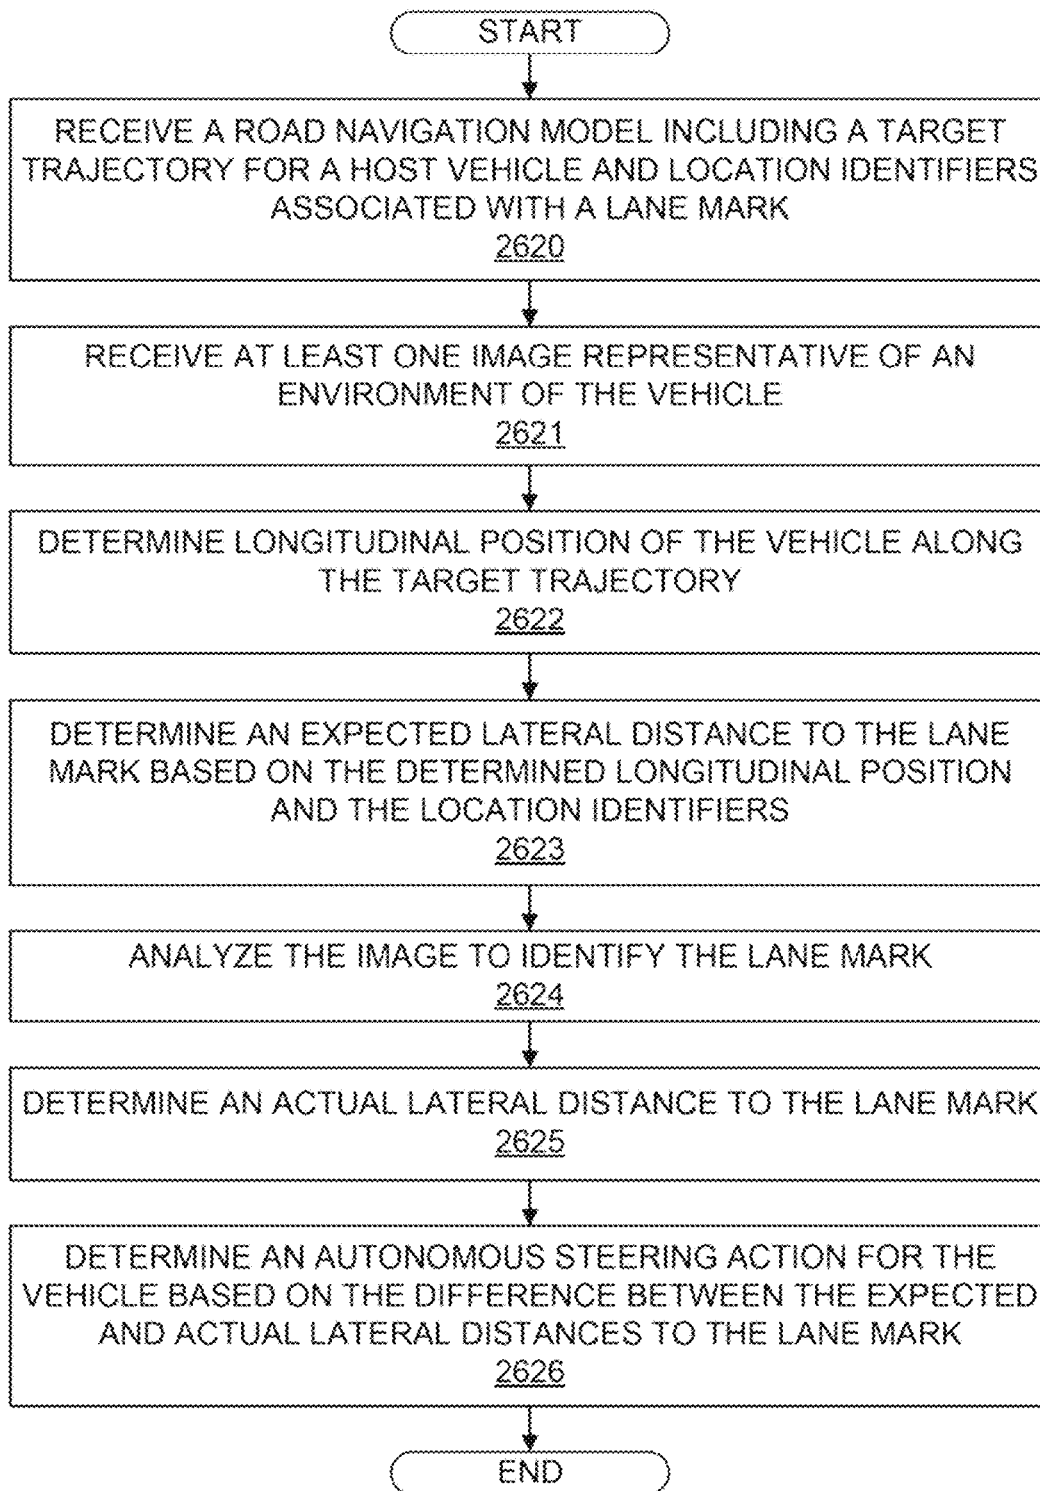 START
RECEIVE A ROAD NAVIGATION MODEL INCLUDING A TARGET
TRAJECTORY FOR A HOST VEHICLE AND LOCATION IDENTIFIERS
ASSOCIATED WITH A LANE MARK
2620
RECEIVE AT LEAST ONE IMAGE REPRESENTATIVE OF AN
ENVIRONMENT OF THE VEHICLE
2621
DETERMINE LONGITUDINAL POSITION OF THE VEHICLE ALONG
THE TARGET TRAJECTORY
2622
DETERMINE AN EXPECTED LATERAL DISTANCE TO THE LANE
MARK BASED ON THE DETERMINED LONGITUDINAL POSITION
AND THE LOCATION IDENTIFIERS
2623
ANALYZE THE IMAGE TO IDENTIFY THE LANE MARK
2624
DETERMINE AN ACTUAL LATERAL DISTANCE TO THE LANE MARK
2625
DETERMINE AN AUTONOMOUS STEERING ACTION FOR THE
VEHICLE BASED ON THE DIFFERENCE BETWEEN THE EXPECTED
AND ACTUAL LATERAL DISTANCES TO THE LANE MARK
2626
END